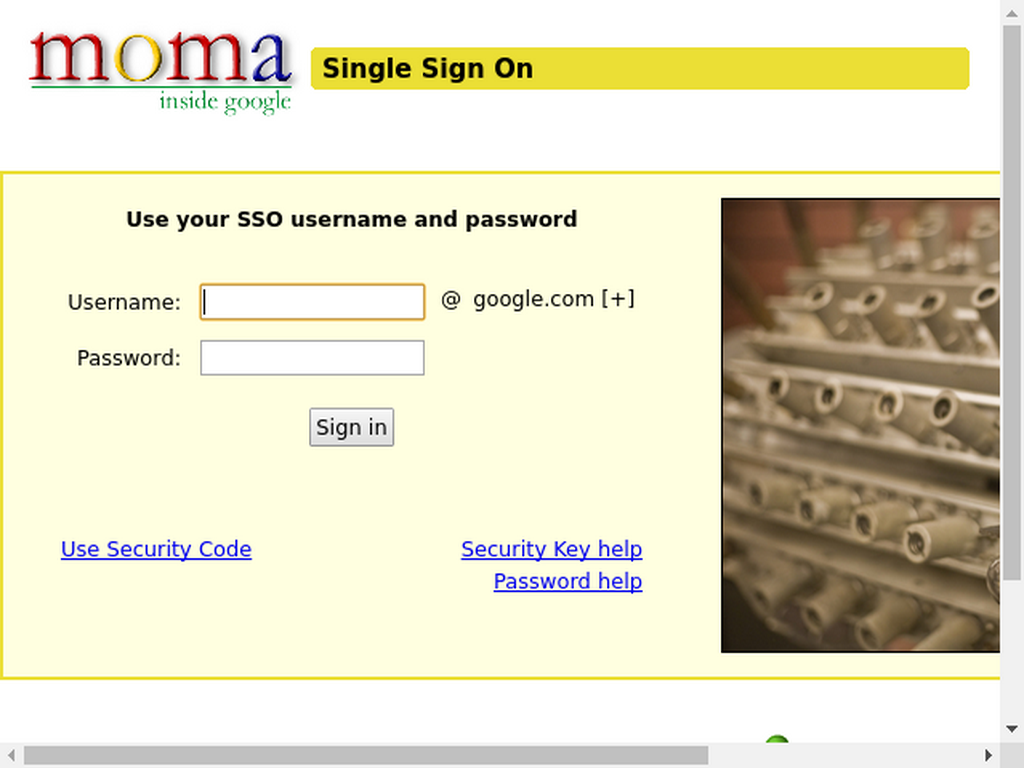 moma
inside google
Single Sign On
Use your SSO username and password
Username: @ google.com [+]
Password:
Sign in
Use Security Code
Security Key help
Password help